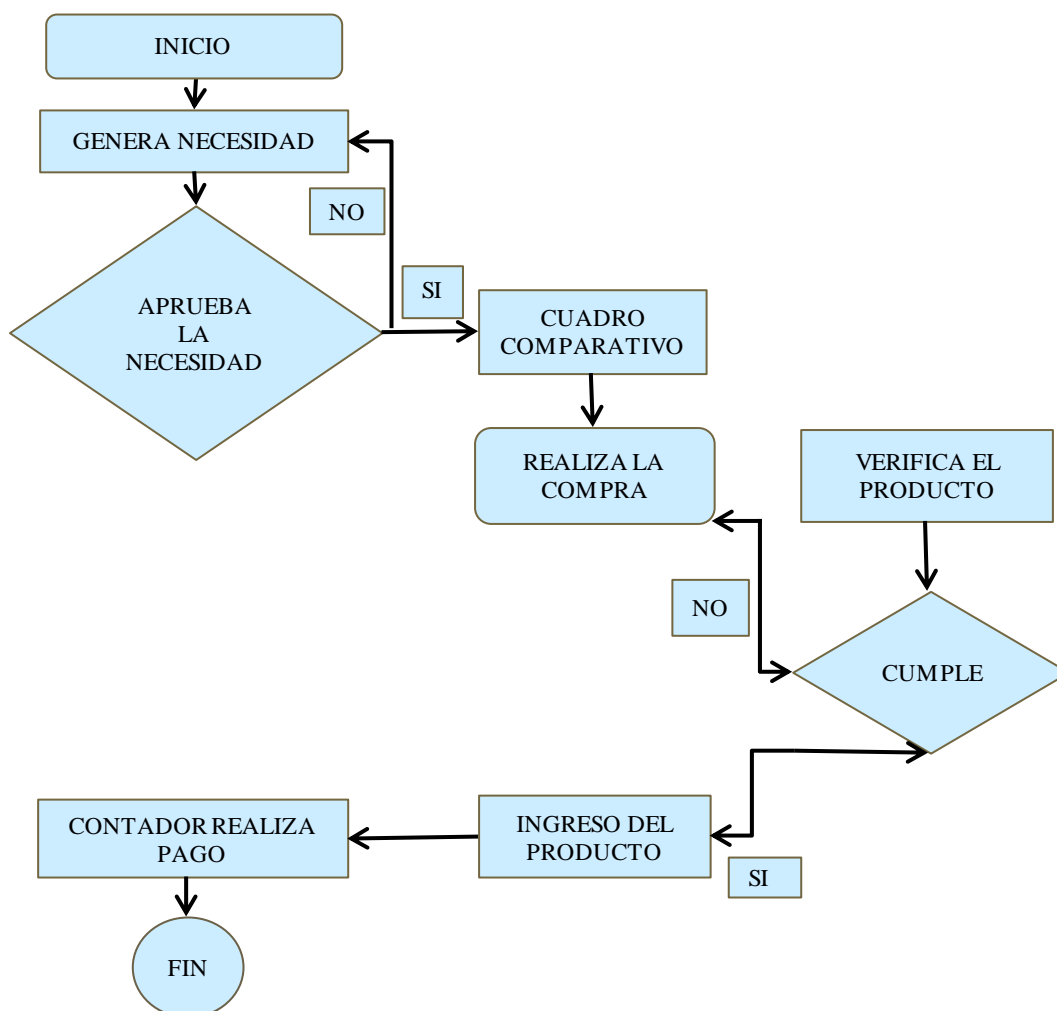 INICIO
GENERA NECESIDAD
NO
SI
APRUEBA
LA
NECESIDAD
CUADRO
COMPARATIVO
REALIZA LA
COMPRA
VERIFICA EL
PRODUCTO
NO
CUMPLE
CONTADOR REALIZA
PAGO
INGRESO DEL
PRODUCTO
SI
FIN